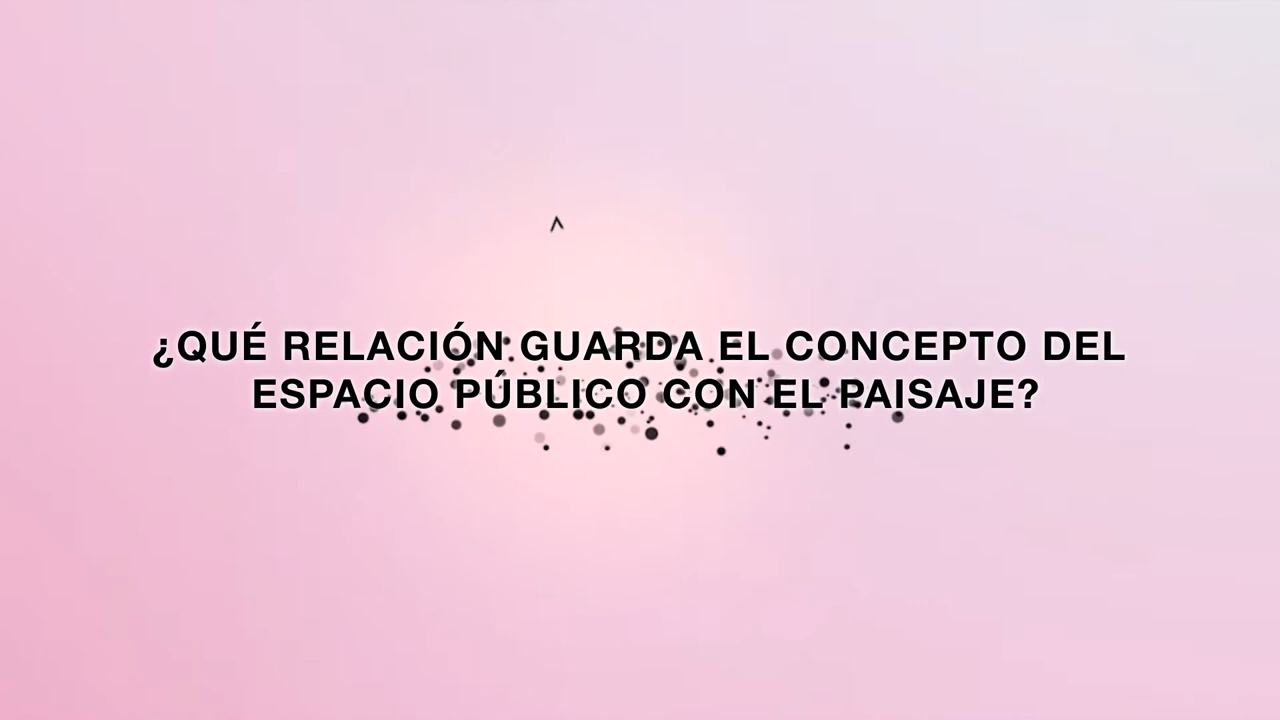 ¿QUÉ RELACIÓN GUARDA EL CONCEPTO DEL
ESPACIO PÚBLICO CON EL PAISAJE?